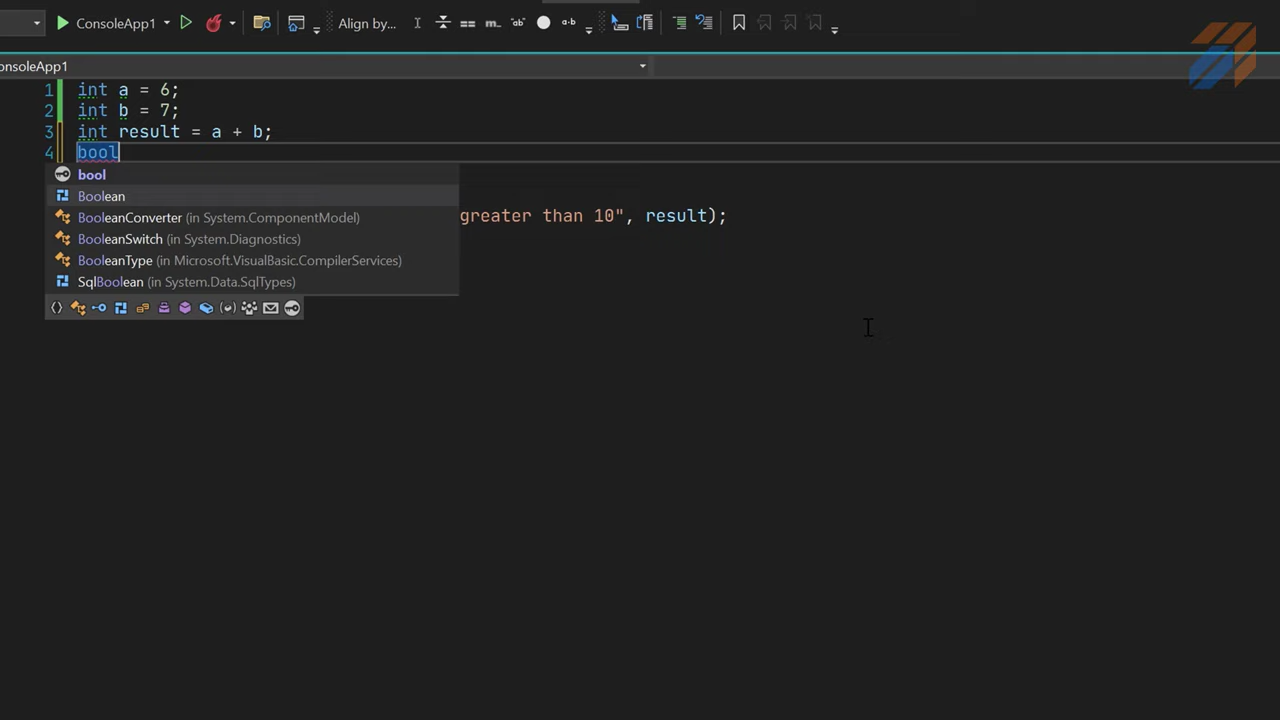 ConsoleApp1
Align by...
onsoleApp1
1 int a = 6;
2 int b = 7;
3 int result = a + b;
4 bool
bool
Boolean
BooleanConverter (in System.ComponentModel)
greater than 10", result);
BooleanSwitch (in System.Diagnostics)
BooleanType (in Microsoft.VisualBasic.CompilerServices)
SqlBoolean (in System.Data.SqlTypes)